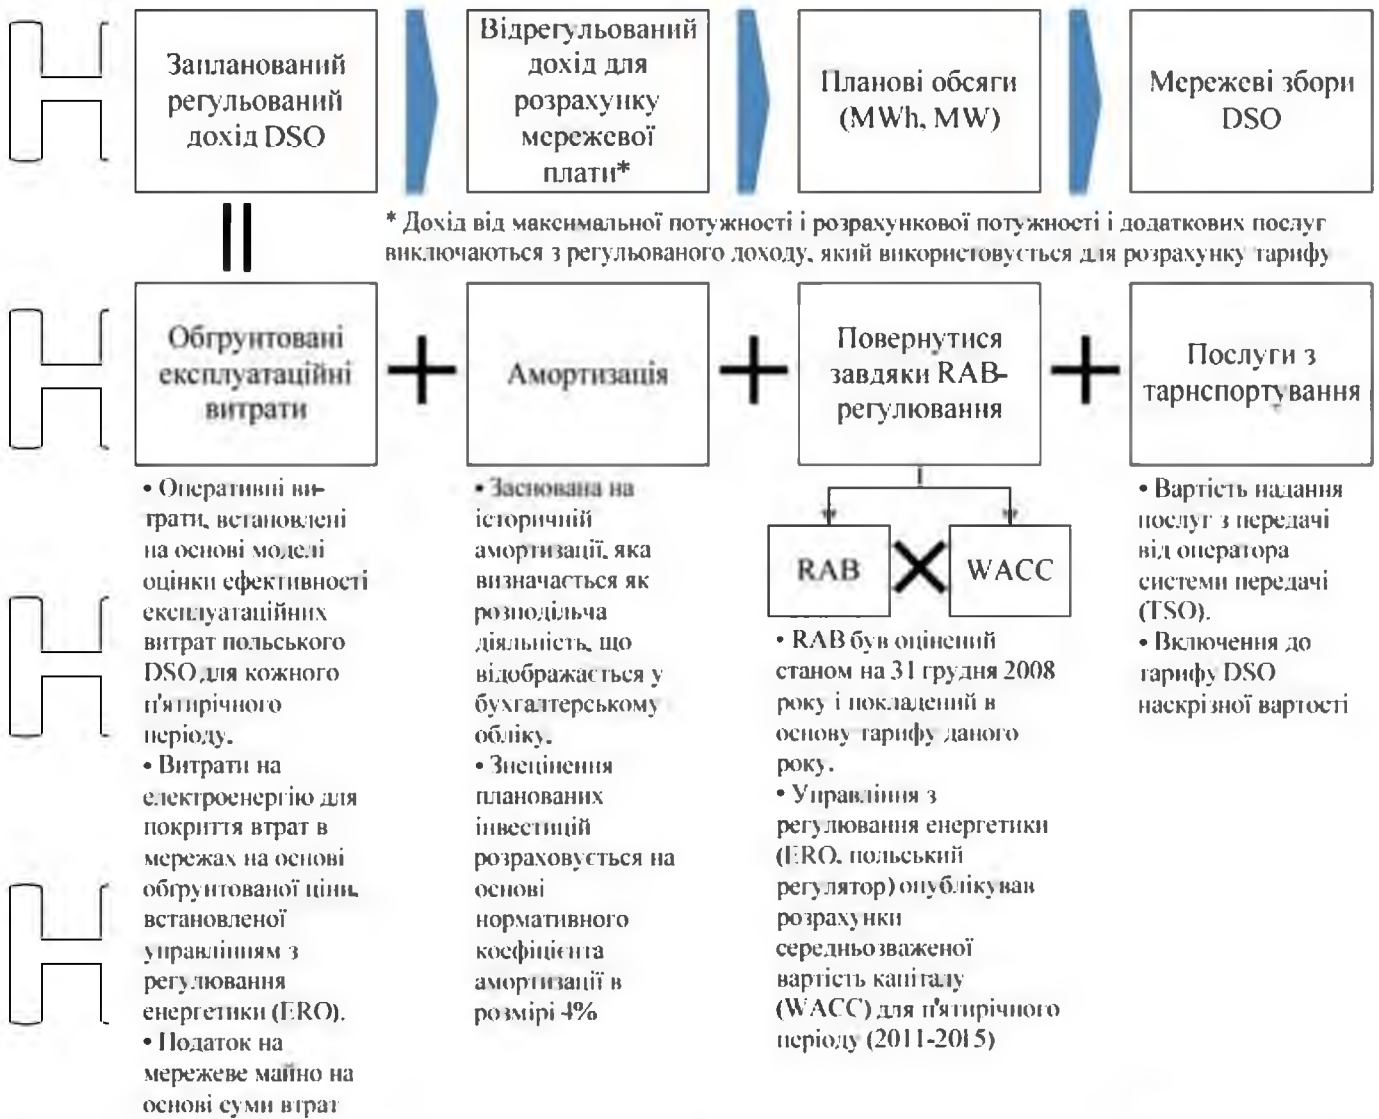 Запланований
регульований
дохід DSO
Відрегульований
дохід для
розрахунку
мережевої
плати*
Планові обсяги
(MWh, MW)
Мережеві збори
DSO
* Дохід від максимальної потужності і розрахункової потужності і додаткових послуг
виключаються з регульованого доходу, який використовується для розрахунку тарифу
Обгрунтовані
експлуатаційні
витрати
+
Амортизація
+
Повернутися
завдяки RAB-
регулювання
+
Послуги з
тарнспортування
• Оперативні ви-
трати, встановлені
на основі моделі
оцінки ефективності
експлуатаційних
витрат польського
DSO для кожного
п'ятирічного
періоду.
• Витрати на
електроенергію для
покриття втрат в
мережах на основі
обгрунтованої ціни,
встановленої
управлінням з
регулювання
енергетики (ERO).
• Податок на
мережеве майно на
основі суми втрат
• Заснована на
історичній
амортизації, яка
визначається як
розподільча
діяльність, що
відображається у
бухгалтерському
обліку.
• Знецінення
планованих
інвестицій
розраховується на
основі
нормативного
коефіцієнта
амортизації в
розмірі 4%
RAB
X
WACC
• RAB був оцінений
станом на 31 грудня 2008
року і покладений в
основу тарифу даного
року.
• Управління з
регулювання енергетики
(ERO, польський
регулятор) опублікував
розрахунки
середньозваженої
вартість капіталу
(WACC) для п'ятирічного
періоду (2011-2015)
• Вартість надання
послуг з передачі
від оператора
системи передачі
(TSO).
• Включення до
тарифу DSO
наскрізної вартості